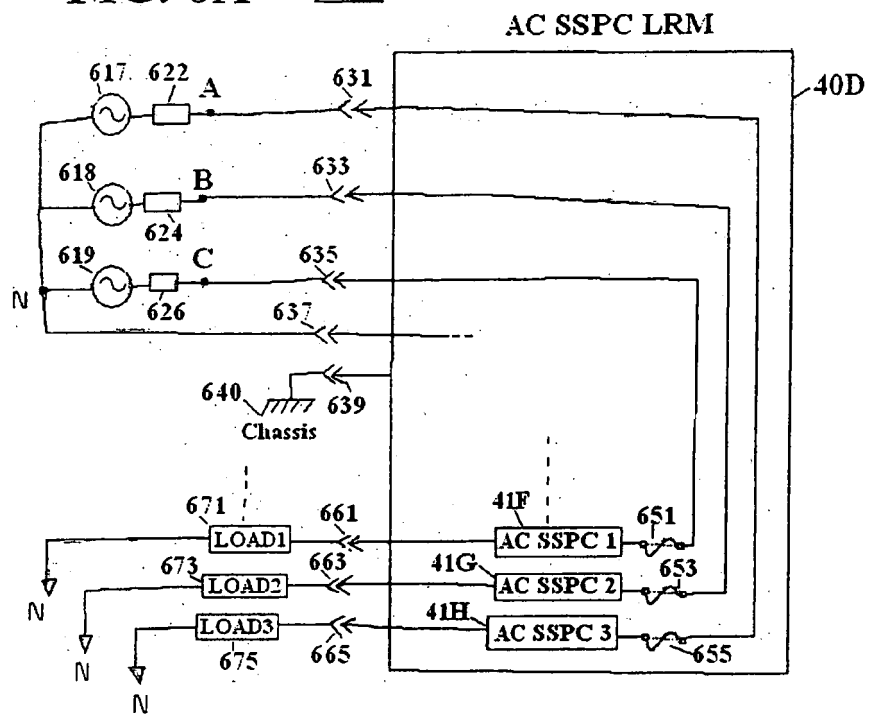 AC SSPC LRM
617 622 A 631 40D
618 B 633
624
619 C 635
N 626 637
640 639
Chassis
671 661 41F 651
LOAD1 AC SSPC 1
673 663 41G 653
LOAD2 AC SSPC 2
N 41H
LOAD3 AC SSPC 3
N 675 665 655
N